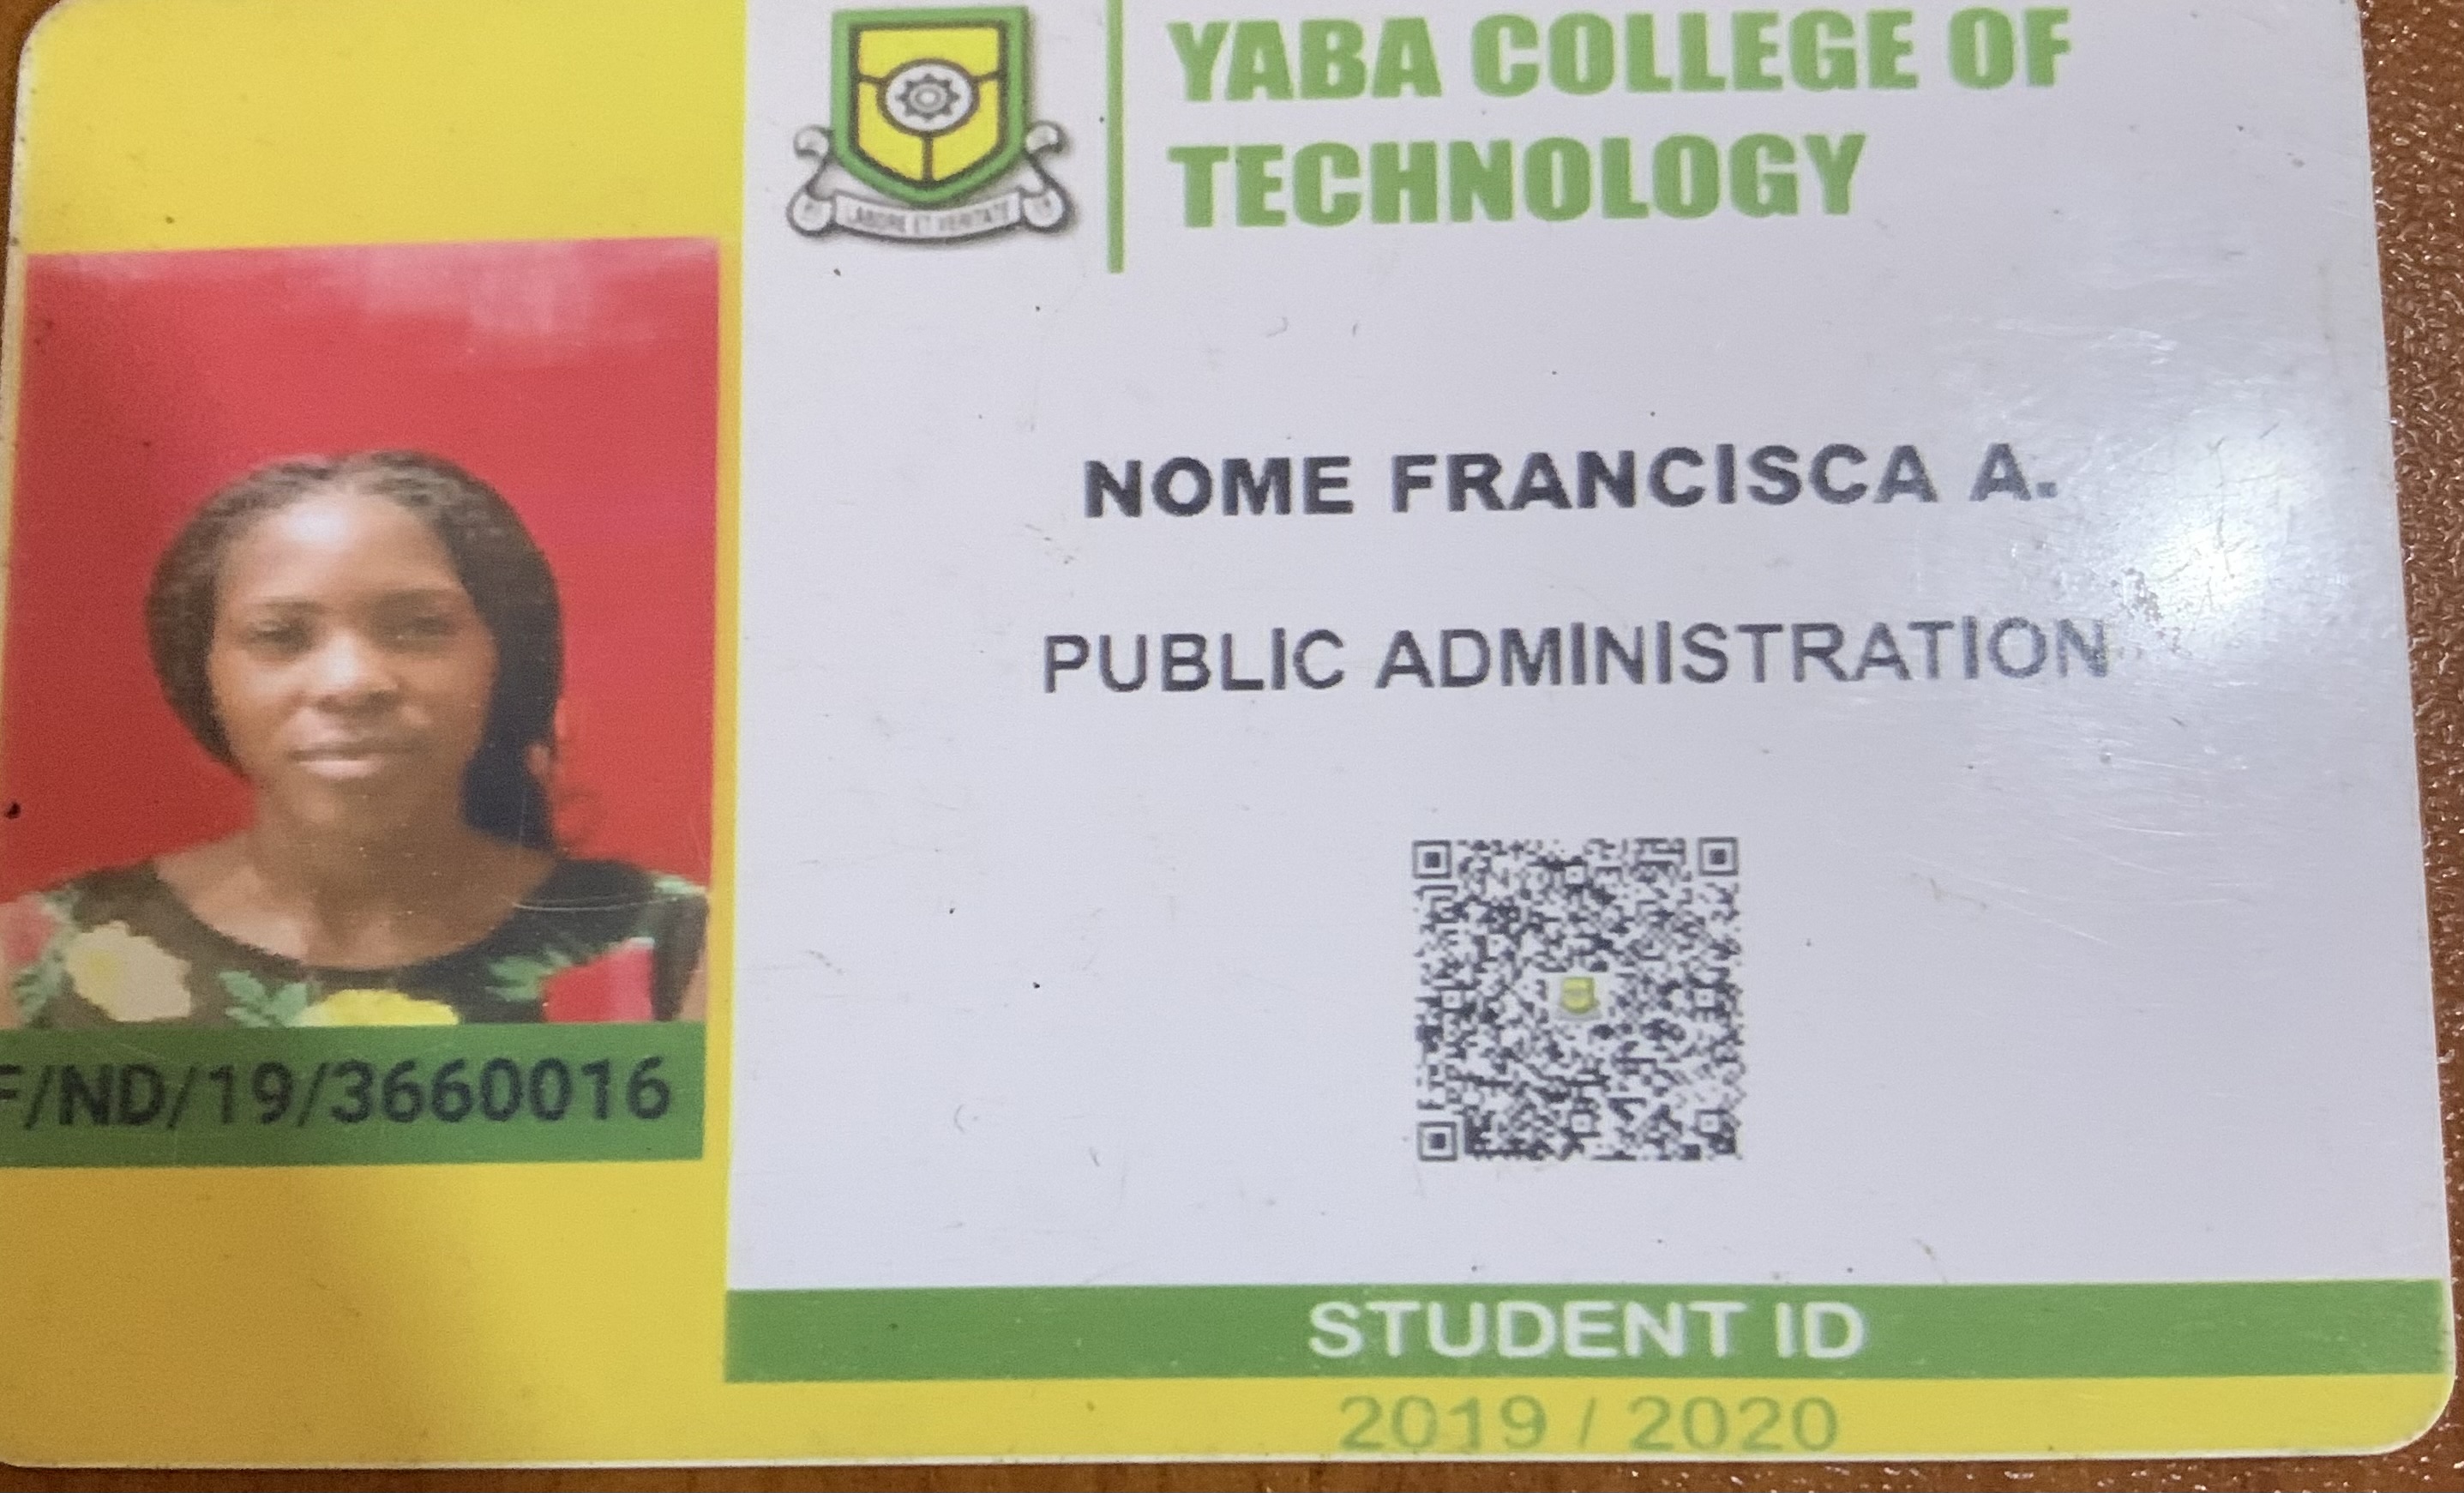 YABA COLLEGE OF
TECHNOLOGY
LABORE ET VERITATE
NOME FRANCISCA A.
PUBLIC ADMINISTRATION
F/ND/19/3660016
STUDENT ID
2019 / 2020